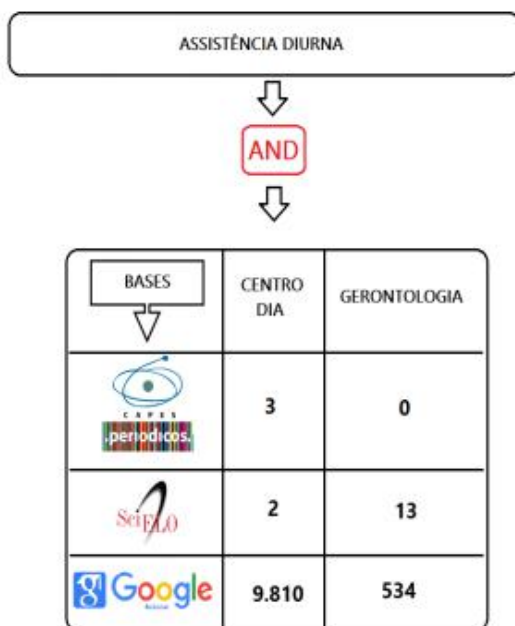 ASSISTÊNCIA DIURNA
AND
BASES
CENTRO
DIA
GERONTOLOGIA
CAPES
.periodicos.
3
0
SciELO
2
13
g Google
9.810
534